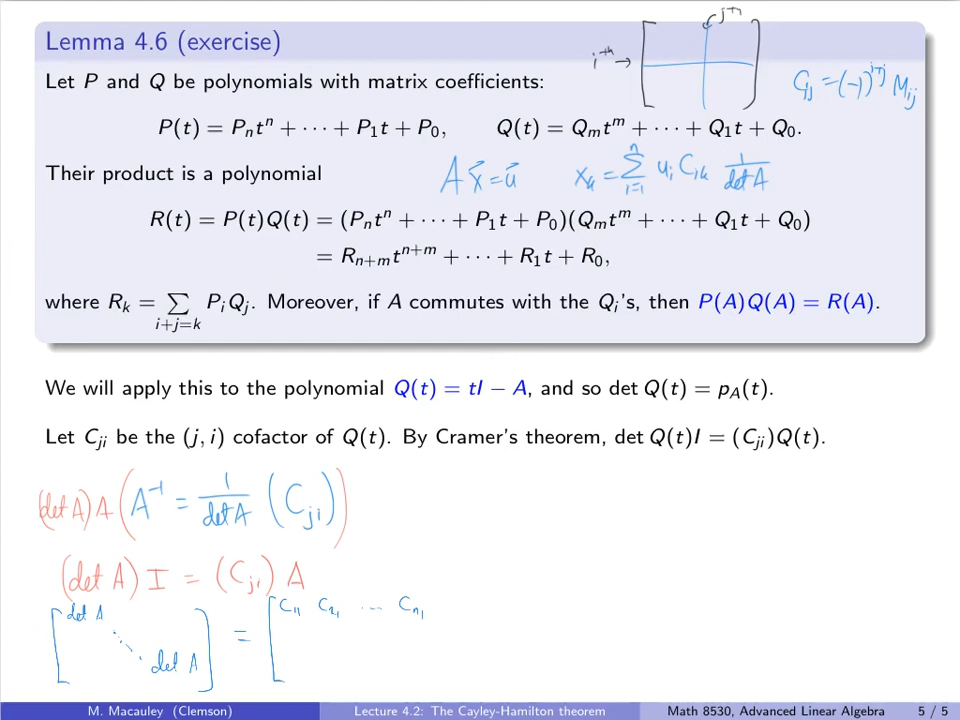 Lemma 4.6 (exercise)
i^th →
j^th
C_ij = (-1)^{i+j} M_ij
Let P and Q be polynomials with matrix coefficients:
P(t) = P_n t^n + ··· + P_1 t + P_0, Q(t) = Q_m t^m + ··· + Q_1 t + Q_0.
Their product is a polynomial
A x⃗ = u⃗ x_k = ∑_{i=1}^{n} u_i C_ik 1/det A
R(t) = P(t)Q(t) = (P_n t^n + ··· + P_1 t + P_0)(Q_m t^m + ··· + Q_1 t + Q_0)
= R_{n+m} t^{n+m} + ··· + R_1 t + R_0,
where R_k = ∑_{i+j=k} P_i Q_j. Moreover, if A commutes with the Q_i's, then P(A)Q(A) = R(A).
We will apply this to the polynomial Q(t) = tI − A, and so det Q(t) = p_A(t).
Let C_ji be the (j, i) cofactor of Q(t). By Cramer's theorem, det Q(t)I = (C_ji)Q(t).
(det A) A (A^{-1} = 1/det A (C_ji))
(det A) I = (C_ji) A
[det A ⋱ det A] = [C_11 C_21 ··· C_n1
M. Macauley (Clemson) Lecture 4.2: The Cayley-Hamilton theorem Math 8530, Advanced Linear Algebra 5 / 5